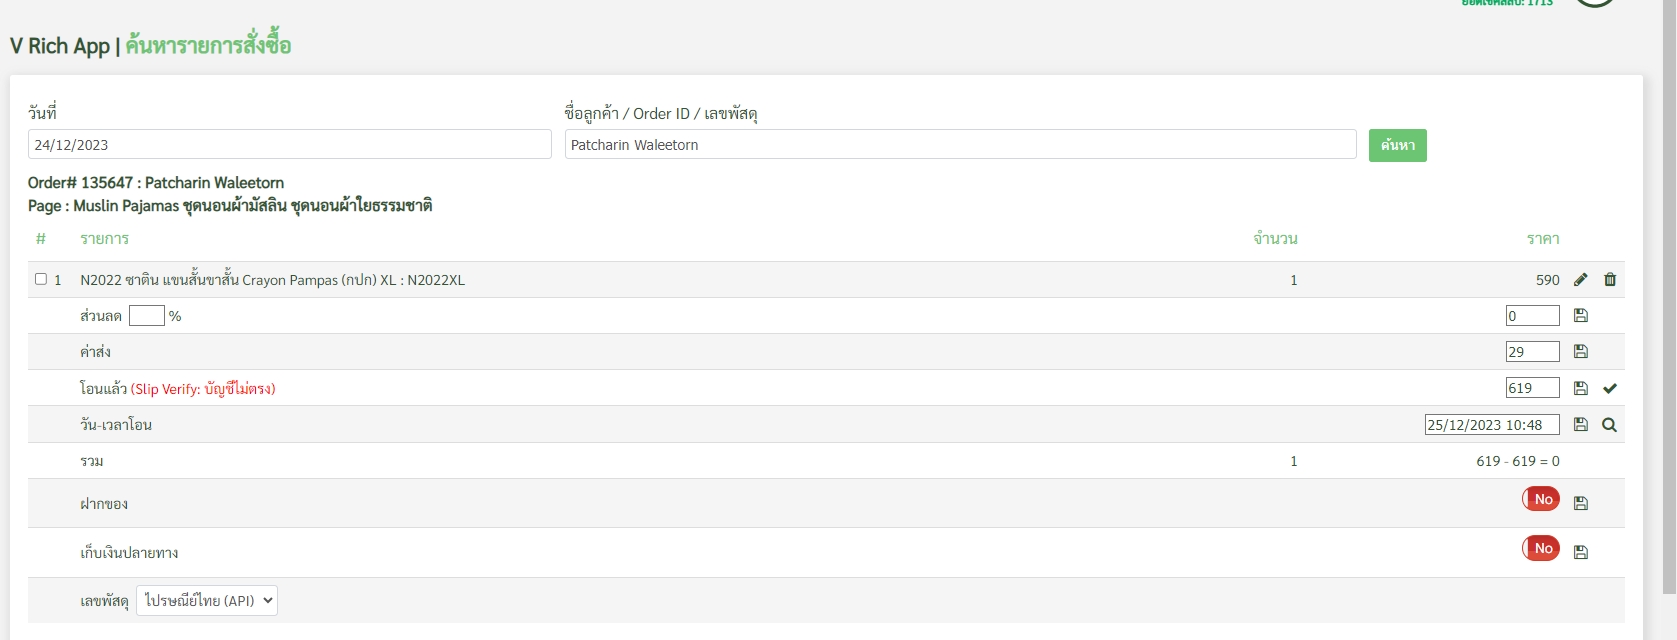 ยอดเช็คสลิป: 1713
V Rich App | ค้นหารายการสั่งซื้อ
วันที่
ชื่อลูกค้า / Order ID / เลขพัสดุ
24/12/2023
Patcharin Waleetorn
ค้นหา
Order# 135647 : Patcharin Waleetorn
Page : Muslin Pajamas ชุดนอนผ้ามัสลิน ชุดนอนผ้าใยธรรมชาติ
# รายการ จำนวน ราคา
1 N2022 ซาติน แขนสั้นขาสั้น Crayon Pampas (กปก) XL : N2022XL 1 590
ส่วนลด % 0
ค่าส่ง 29
โอนแล้ว (Slip Verify: บัญชีไม่ตรง) 619
วัน-เวลาโอน 25/12/2023 10:48
รวม 1 619 - 619 = 0
ฝากของ No
เก็บเงินปลายทาง No
เลขพัสดุ ไปรษณีย์ไทย (API)